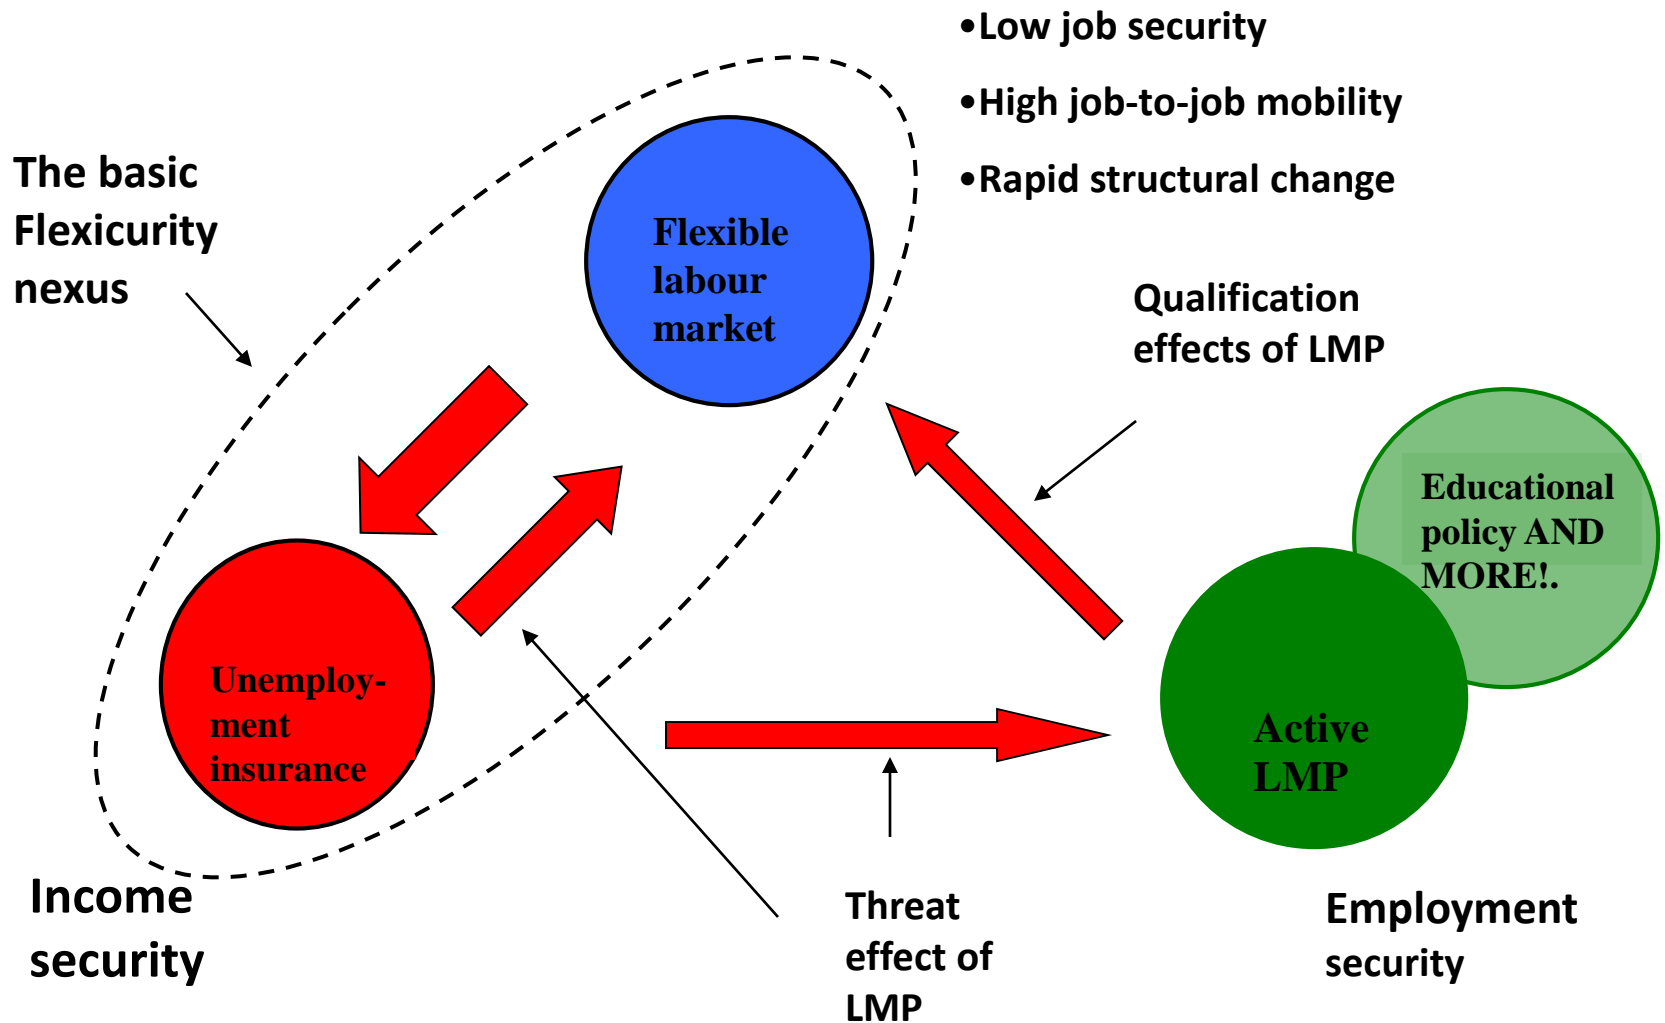 •Low job security
•High job-to-job mobility
•Rapid structural change
The basic
Flexicurity
nexus
Flexible
labour
market
Qualification
effects of LMP
Educational
policy AND
MORE!.
Unemploy-
ment
insurance
Active
LMP
Income
security
Threat
effect of
LMP
Employment
security